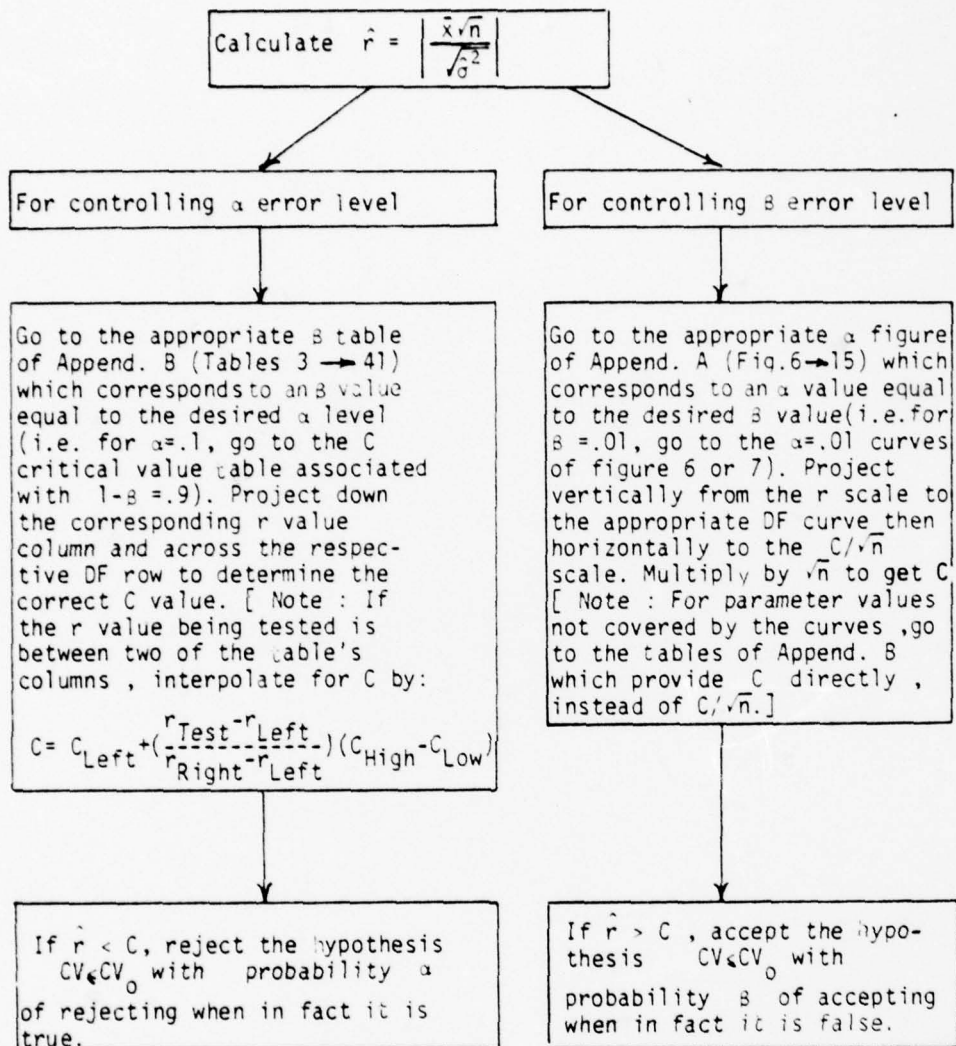 Calculate r̂ = | x̄√n / √σ̂² |
For controlling α error level
For controlling β error level
Go to the appropriate β table
of Append. B (Tables 3 → 41)
which corresponds to an β value
equal to the desired α level
(i.e. for α=.1, go to the C
critical value table associated
with 1-β =.9). Project down
the corresponding r value
column and across the respec-
tive DF row to determine the
correct C value. [ Note : If
the r value being tested is
between two of the table's
columns , interpolate for C by:
C= C_Left +((r_Test-r_Left)/(r_Right-r_Left))(C_High-C_Low)
Go to the appropriate α figure
of Append. A (Fig.6→15) which
corresponds to an α value equal
to the desired β value(i.e.for
β =.01, go to the α=.01 curves
of figure 6 or 7). Project
vertically from the r scale to
the appropriate DF curve then
horizontally to the C/√n
scale. Multiply by √n to get C
[ Note : For parameter values
not covered by the curves ,go
to the tables of Append. B
which provide C directly ,
instead of C/√n.]
If r̂ < C, reject the hypothesis
CV≤CV₀ with probability α
of rejecting when in fact it is
true.
If r̂ > C , accept the hypo-
thesis CV≤CV₀ with
probability β of accepting
when in fact it is false.